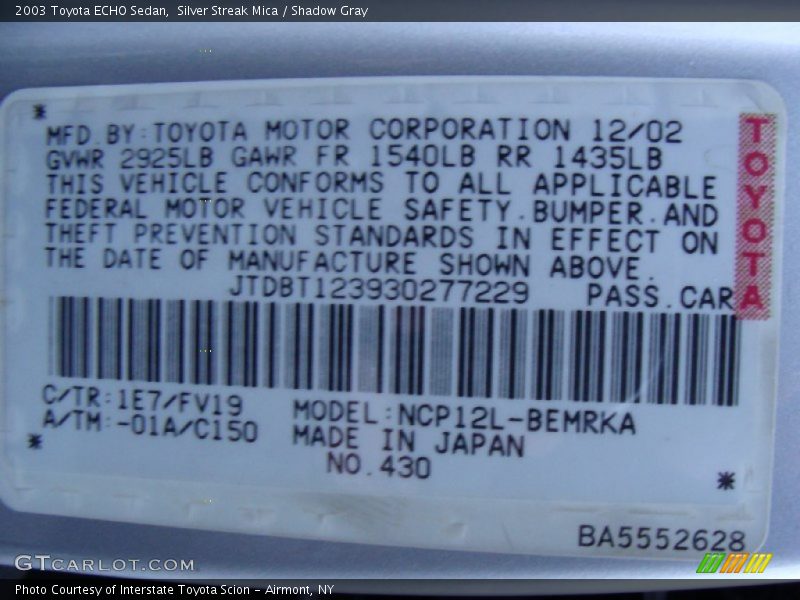 2003 Toyota ECHO Sedan,  Silver Streak Mica / Shadow Gray
MFD.BY:TOYOTA MOTOR CORPORATION 12/02
GVWR 2925LB GAWR FR 1540LB RR 1435LB
THIS VEHICLE CONFORMS TO ALL APPLICABLE
FEDERAL MOTOR VEHICLE SAFETY.BUMPER.AND
THEFT PREVENTION STANDARDS IN EFFECT ON
THE DATE OF MANUFACTURE SHOWN ABOVE.
JTDBT123930277229 PASS.CAR
TOYOTA
C/TR:1E7/FV19
A/TM:-01A/C150
MODEL:NCP12L-BEMRKA
MADE IN JAPAN
NO.430
BA5552628
GTCARLOT.COM
Photo Courtesy of Interstate Toyota Scion - Airmont, NY